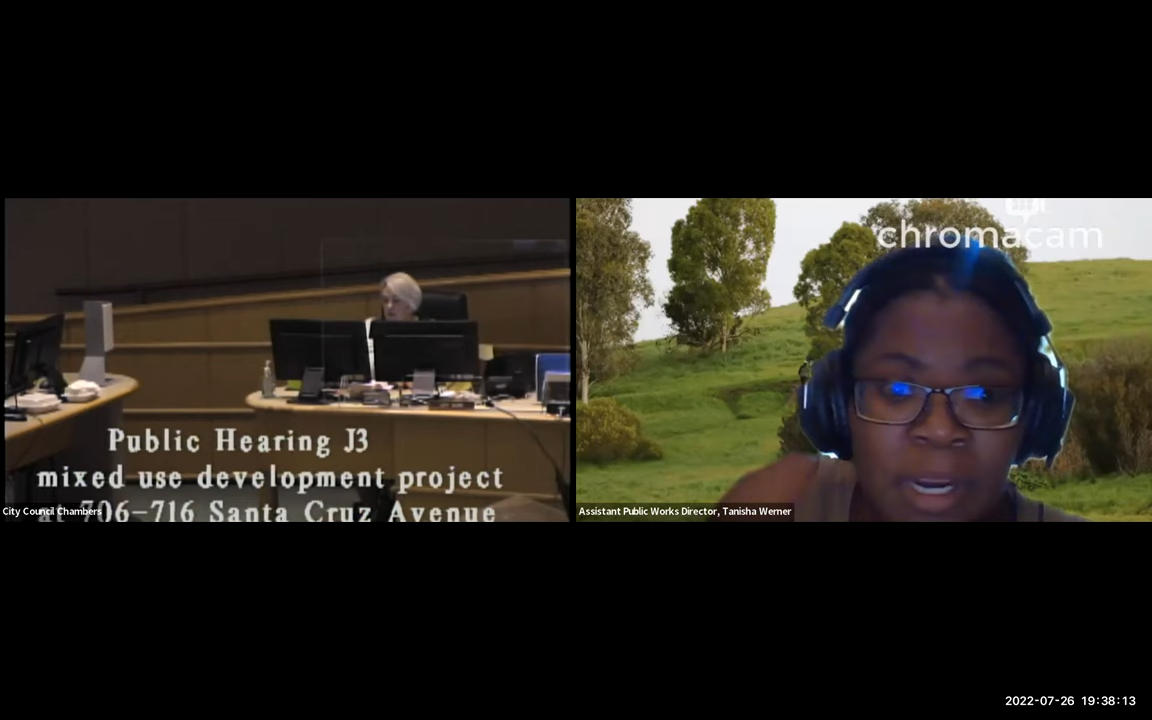 Public Hearing J3
mixed use development project
at 706-716 Santa Cruz Avenue
City Council Chambers
chromacam
Assistant Public Works Director, Tanisha Werner
2022-07-26 19:38:13